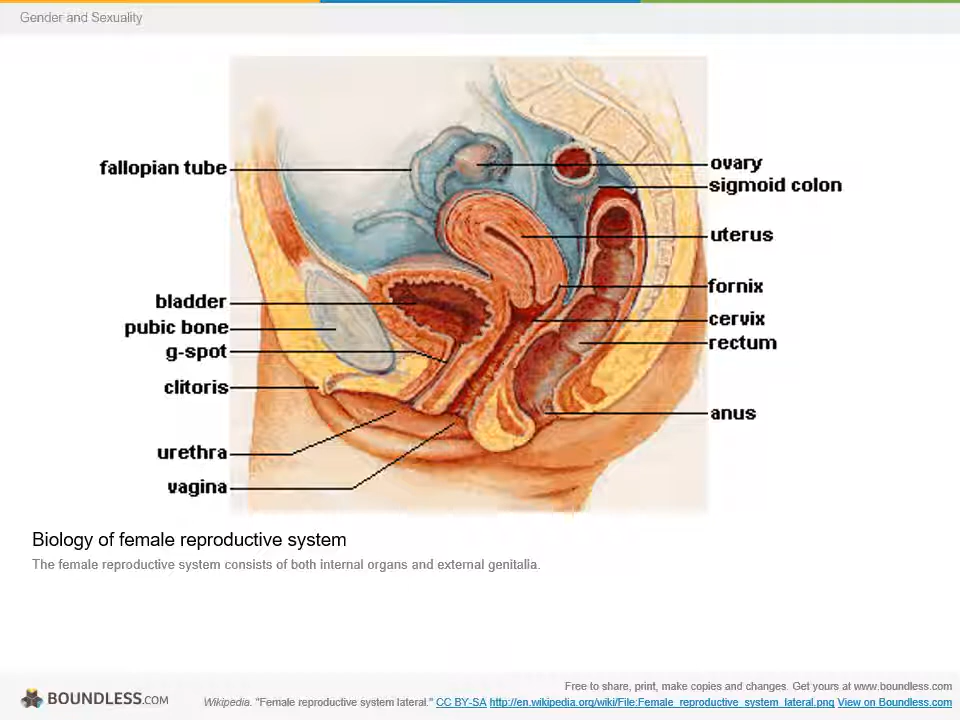 Gender and Sexuality
fallopian tube
ovary
sigmoid colon
uterus
fornix
bladder
cervix
pubic bone
rectum
g-spot
clitoris
anus
urethra
vagina
Biology of female reproductive system
The female reproductive system consists of both internal organs and external genitalia.
Free to share, print, make copies and changes. Get yours at www.boundless.com
BOUNDLESS.COM
Wikipedia. "Female reproductive system lateral." CC BY-SA http://en.wikipedia.org/wiki/File:Female_reproductive_system_lateral.png View on Boundless.com